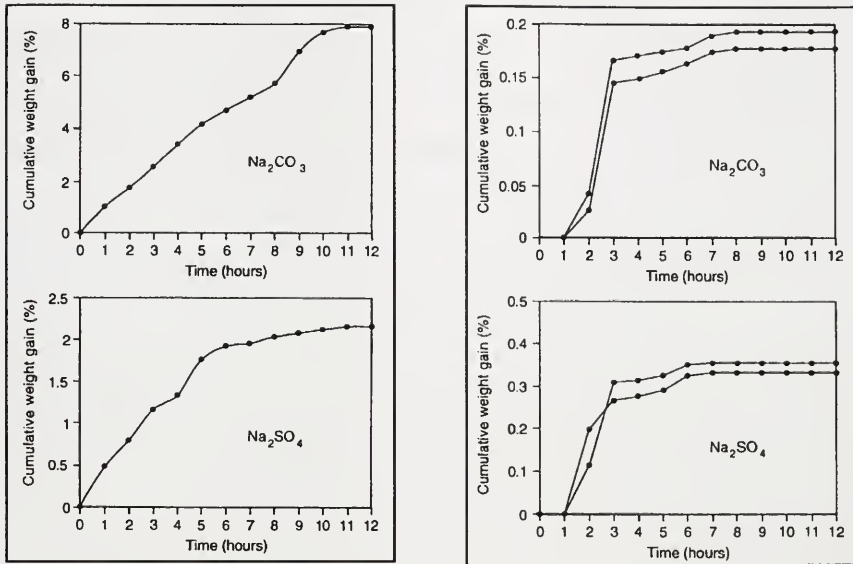 Cumulative weight gain (%)
8
6
4
2
0
Na2CO3
0 1 2 3 4 5 6 7 8 9 10 11 12
Time (hours)
Cumulative weight gain (%)
2.5
2
1.5
1
0.5
0
Na2SO4
0 1 2 3 4 5 6 7 8 9 10 11 12
Time (hours)
Cumulative weight gain (%)
0.2
0.15
0.1
0.05
0
Na2CO3
0 1 2 3 4 5 6 7 8 9 10 11 12
Time (hours)
Cumulative weight gain (%)
0.5
0.4
0.3
0.2
0.1
0
Na2SO4
0 1 2 3 4 5 6 7 8 9 10 11 12
Time (hours)